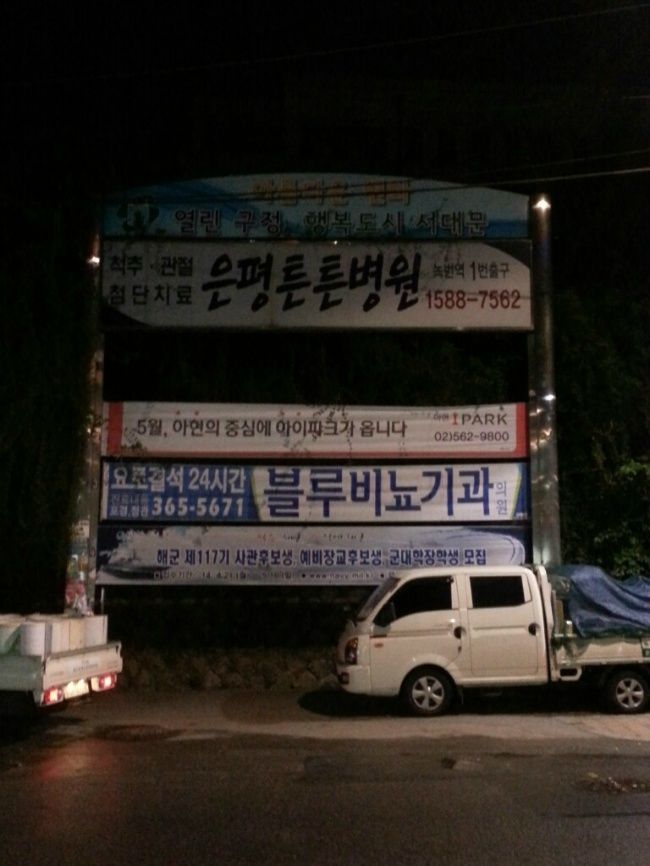 열린 구정, 행복도시 서대문
척추·관절
첨단치료
은평튼튼병원
녹번역 1번출구
1588-7562
5월, 아현의 중심에 아이파크가 옵니다
아현 IPARK
02)562-9800
요로결석 24시간
365-5671
블루비뇨기과
의원
해군 제117기 사관후보생, 예비장교후보생, 군대학장학생 모집